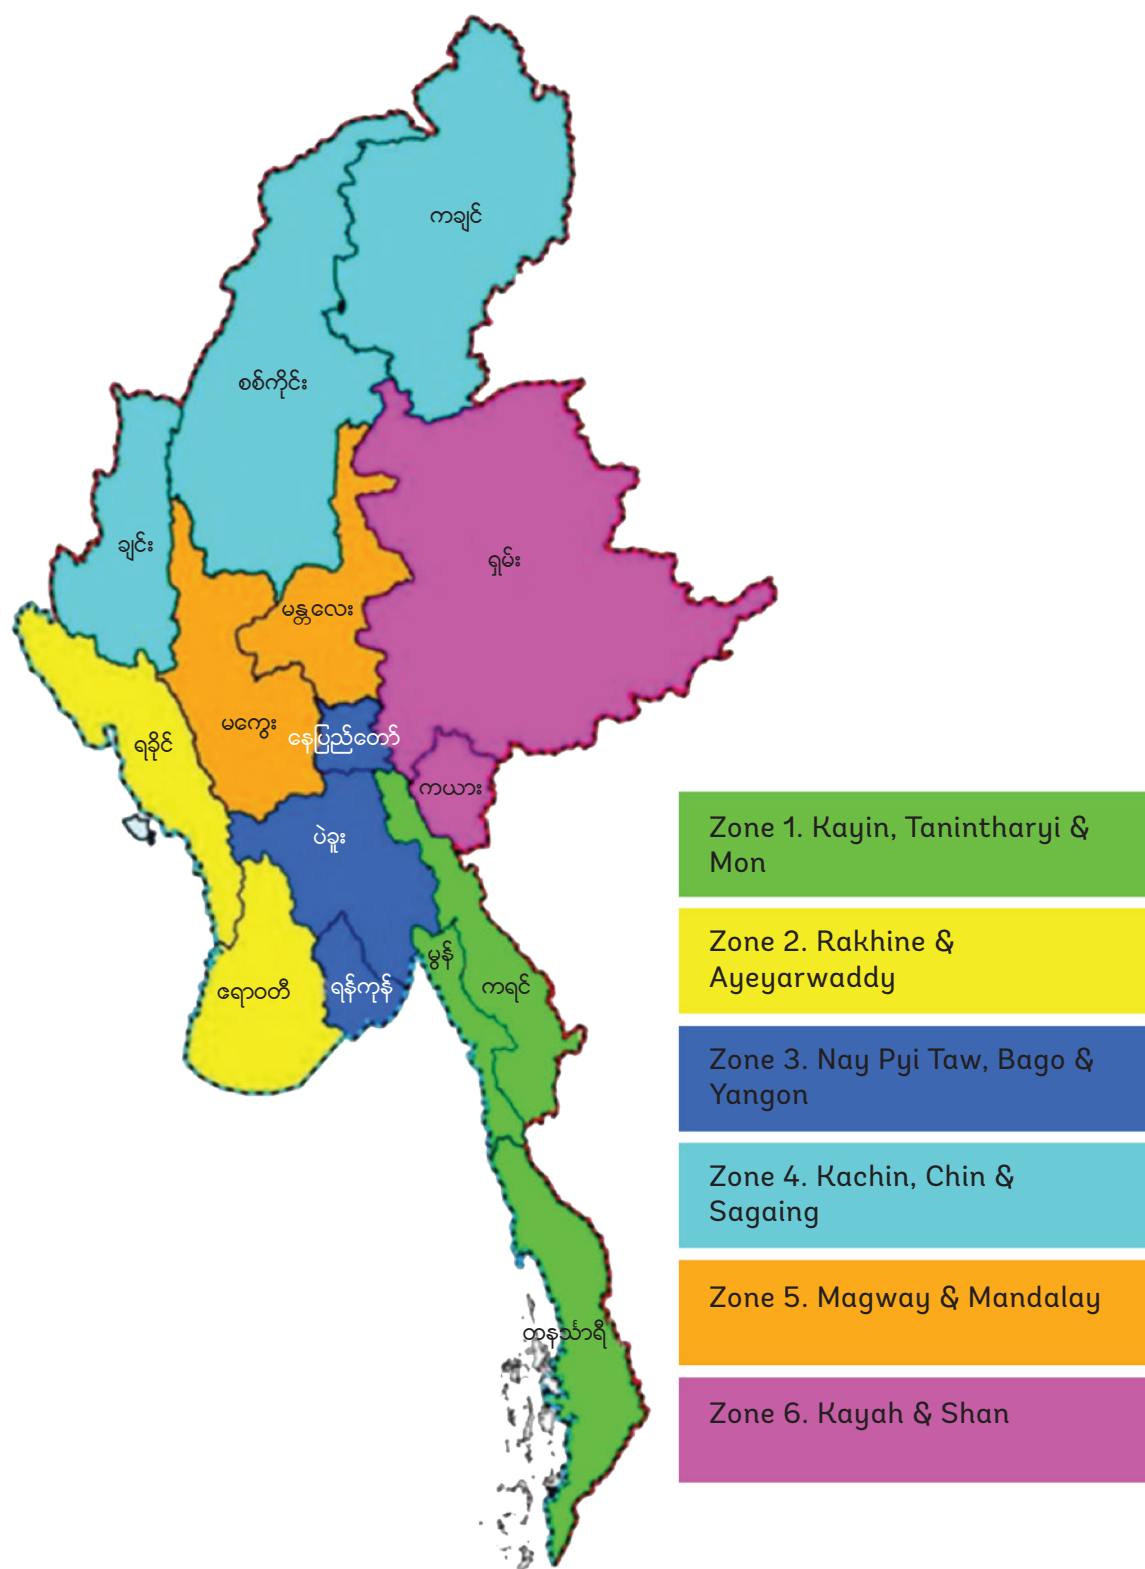 ကချင်
စစ်ကိုင်း
ချင်း
ရှမ်း
မန္တလေး
မကွေး
နေပြည်တော်
ရခိုင်
ကယား
ပဲခူး
မွန်
ဧရာဝတီ
ရန်ကုန်
ကရင်
တနင်္သာရီ
Zone 1. Kayin, Tanintharyi &
Mon
Zone 2. Rakhine &
Ayeyarwaddy
Zone 3. Nay Pyi Taw, Bago &
Yangon
Zone 4. Kachin, Chin &
Sagaing
Zone 5. Magway & Mandalay
Zone 6. Kayah & Shan